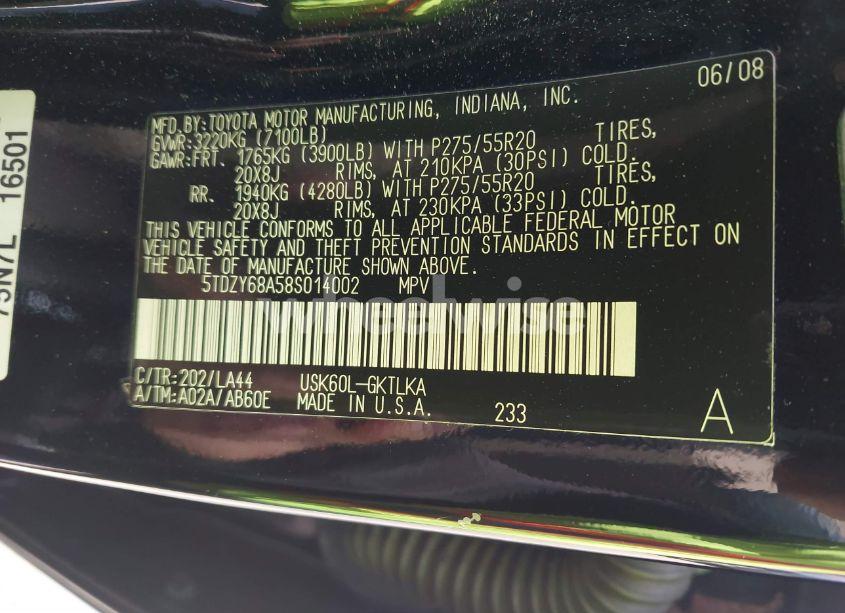 06/08
MFD.BY:TOYOTA MOTOR MANUFACTURING, INDIANA, INC.
GVWR:3220KG (7100LB)
GAWR:FRT. 1765KG (3900LB) WITH P275/55R20 TIRES,
20X8J RIMS, AT 210KPA (30PSI) COLD.
RR. 1940KG (4280LB) WITH P275/55R20 TIRES,
20X8J RIMS, AT 230KPA (33PSI) COLD.
THIS VEHICLE CONFORMS TO ALL APPLICABLE FEDERAL MOTOR
VEHICLE SAFETY AND THEFT PREVENTION STANDARDS IN EFFECT ON
THE DATE OF MANUFACTURE SHOWN ABOVE.
5TDZY68A58S014002 MPV
wheelwise
C/TR:202/LA44 USK60L-GKTLKA
A/TM:A02A/AB60E MADE IN U.S.A. 233 A
16501